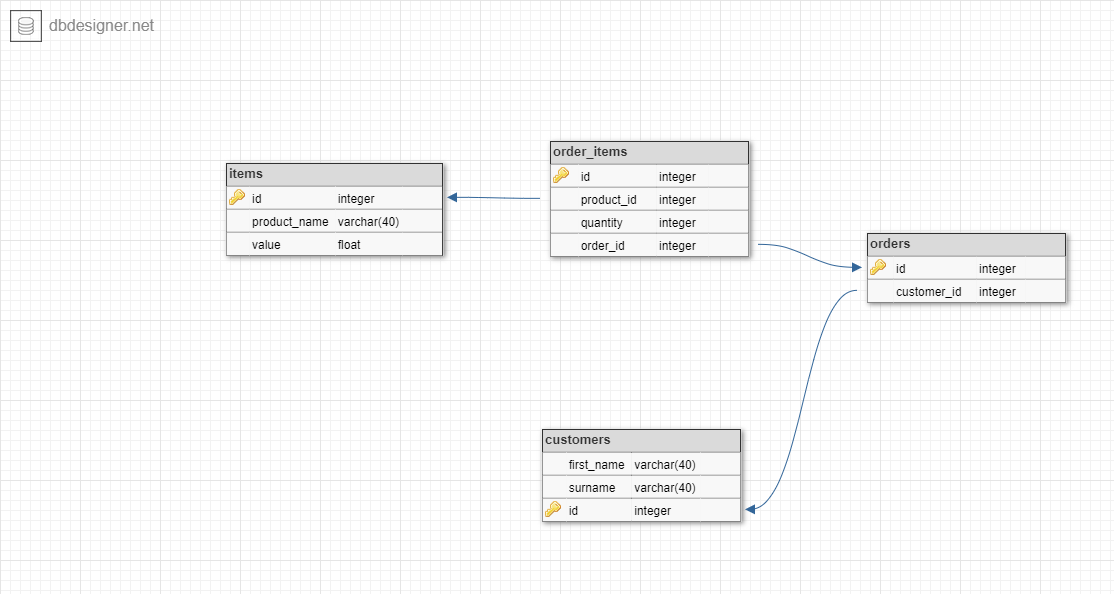 dbdesigner.net
items
id integer
product_name varchar(40)
value float
order_items
id integer
product_id integer
quantity integer
order_id integer
orders
id integer
customer_id integer
customers
first_name varchar(40)
surname varchar(40)
id integer